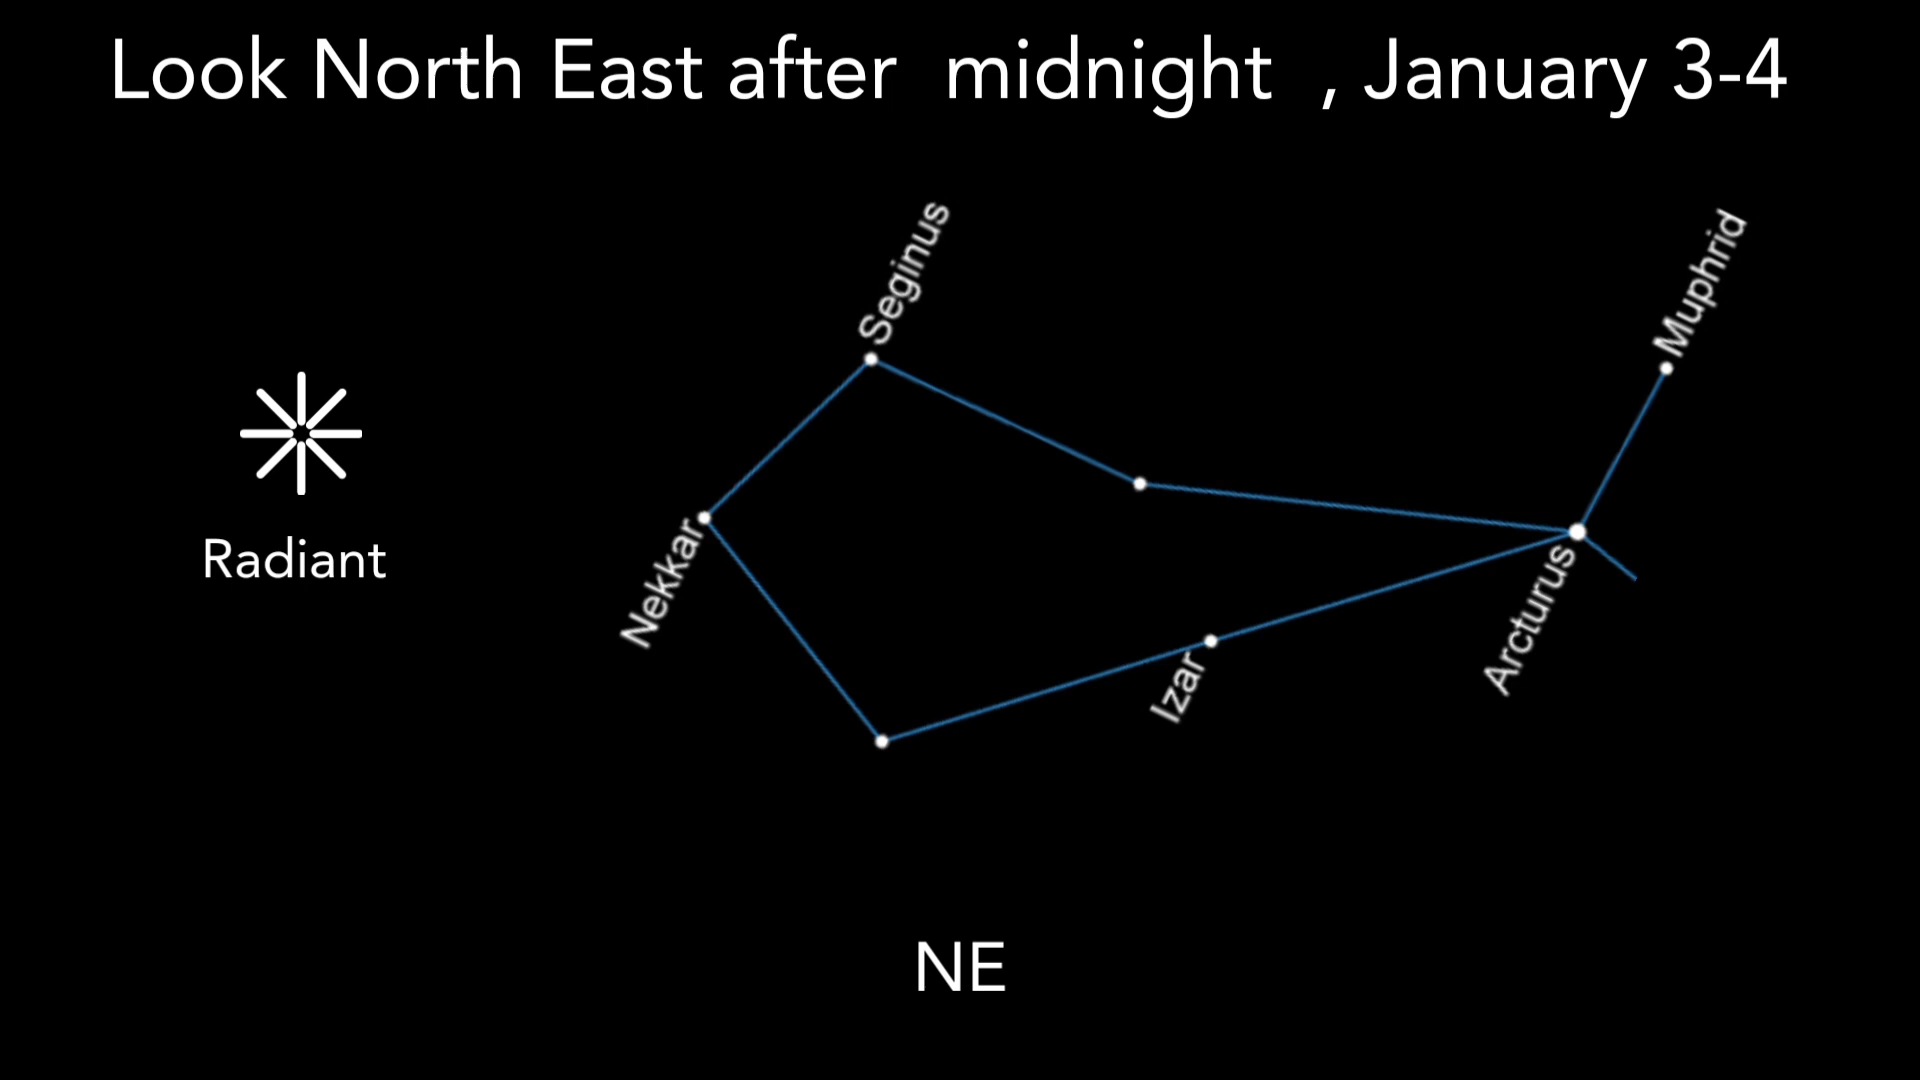 Look North East after midnight , January 3-4
Seginus
Muphrid
Radiant
Nekkar
Arcturus
Izar
NE